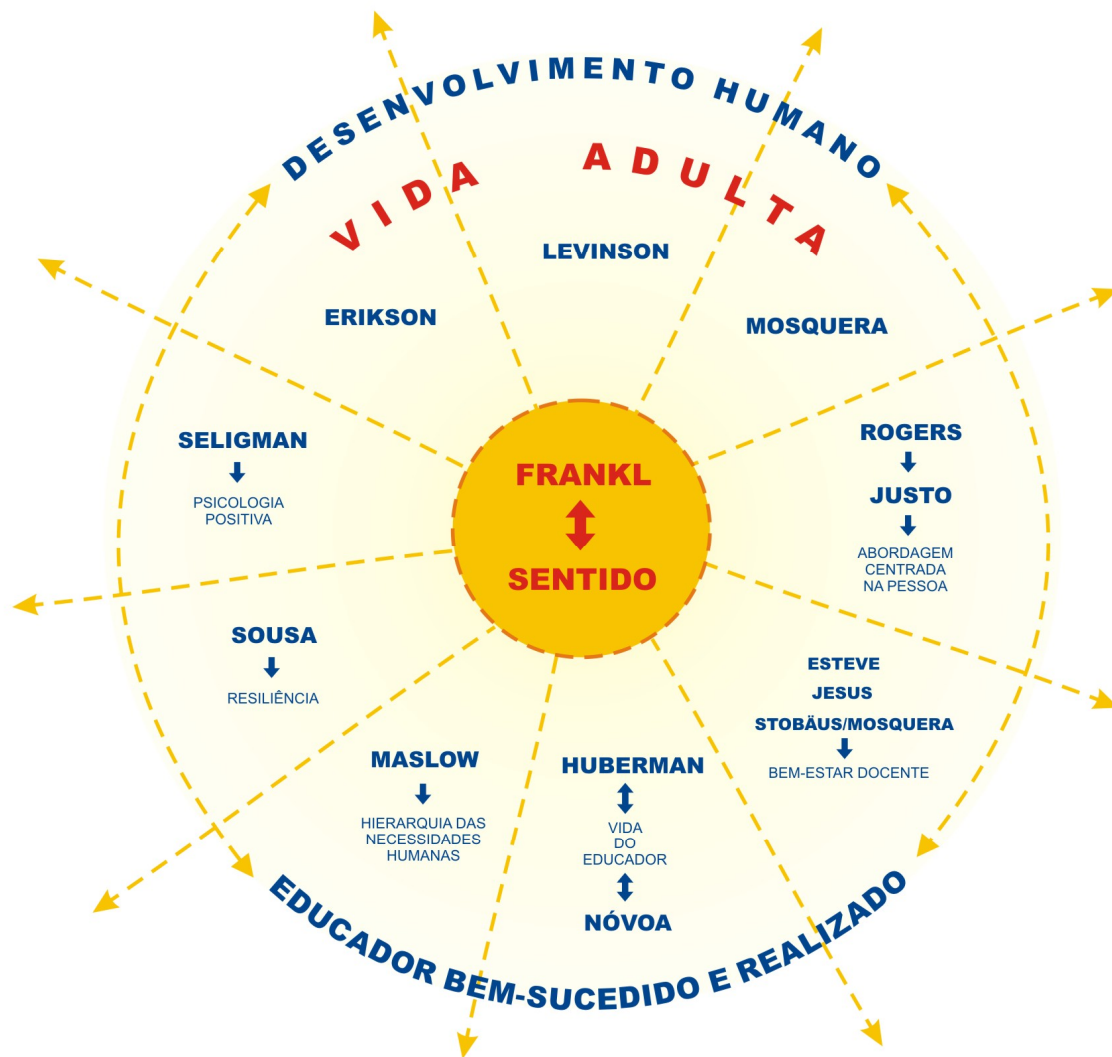 DESENVOLVIMENTO HUMANO
VIDA ADULTA
LEVINSON
ERIKSON
MOSQUERA
SELIGMAN
PSICOLOGIA
POSITIVA
FRANKL
SENTIDO
ROGERS
JUSTO
ABORDAGEM
CENTRADA
NA PESSOA
SOUSA
RESILIÊNCIA
ESTEVE
JESUS
STOBÄUS/MOSQUERA
BEM-ESTAR DOCENTE
MASLOW
HIERARQUIA DAS
NECESSIDADES
HUMANAS
HUBERMAN
VIDA
DO
EDUCADOR
NÓVOA
EDUCADOR BEM-SUCEDIDO E REALIZADO